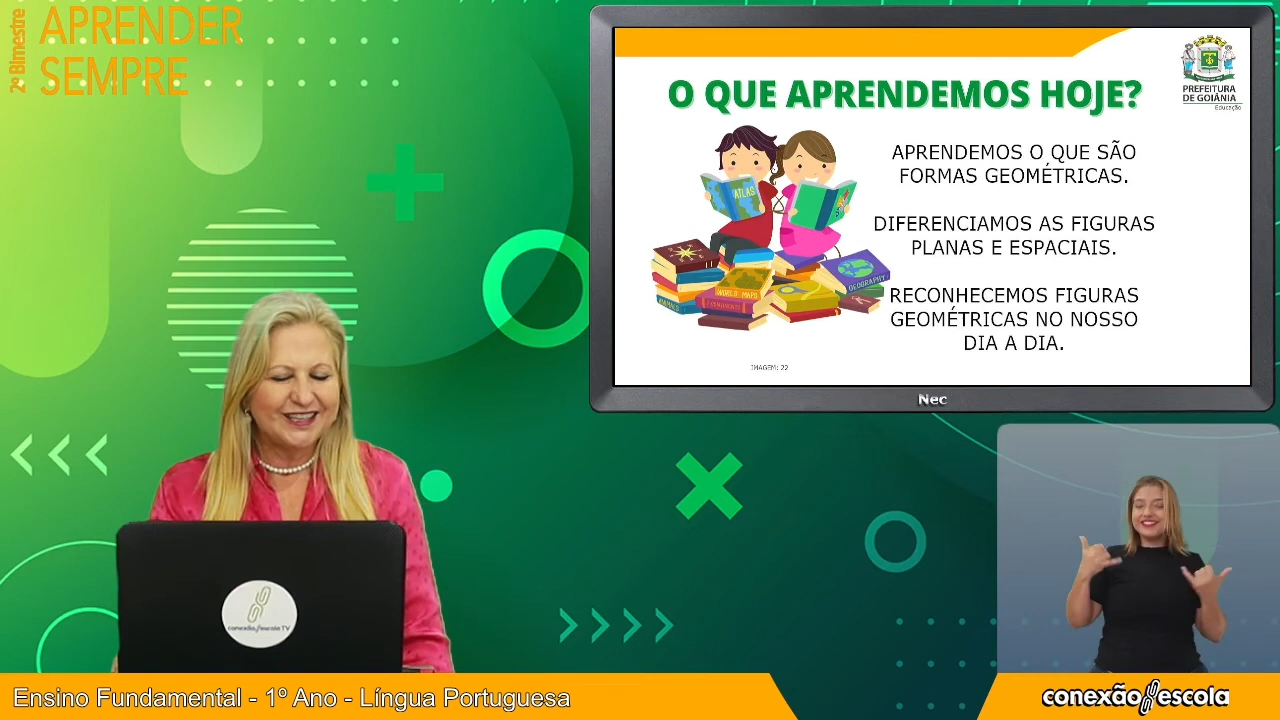 2º Bimestre
APRENDER
SEMPRE
O QUE APRENDEMOS HOJE?
PREFEITURA
DE GOIÂNIA
Educação
APRENDEMOS O QUE SÃO
FORMAS GEOMÉTRICAS.
DIFERENCIAMOS AS FIGURAS
PLANAS E ESPACIAIS.
RECONHECEMOS FIGURAS
GEOMÉTRICAS NO NOSSO
DIA A DIA.
ATLAS
WORLD MAPS
GEOGRAPHY
IMAGEM: 22
Nec
conexão escola TV
Ensino Fundamental - 1º Ano - Língua Portuguesa
conexão escola